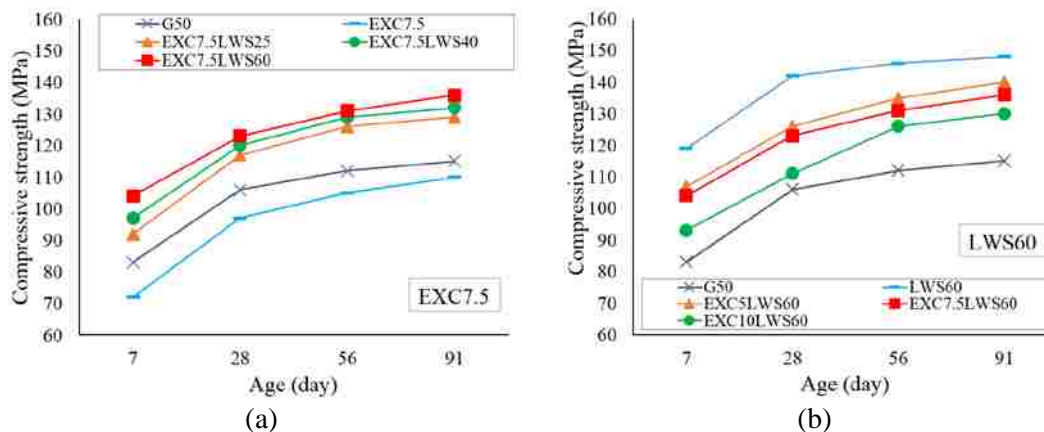 G50
EXC7.5
EXC7.5LWS25
EXC7.5LWS40
EXC7.5LWS60
Compressive strength (MPa)
160
150
140
130
120
110
100
90
80
70
60
EXC7.5
7
28
56
91
Age (day)
(a)
160
150
140
130
120
110
100
90
80
70
60
Compressive strength (MPa)
LWS60
G50
LWS60
EXC5LWS60
EXC7.5LWS60
EXC10LWS60
7
28
56
91
Age (day)
(b)